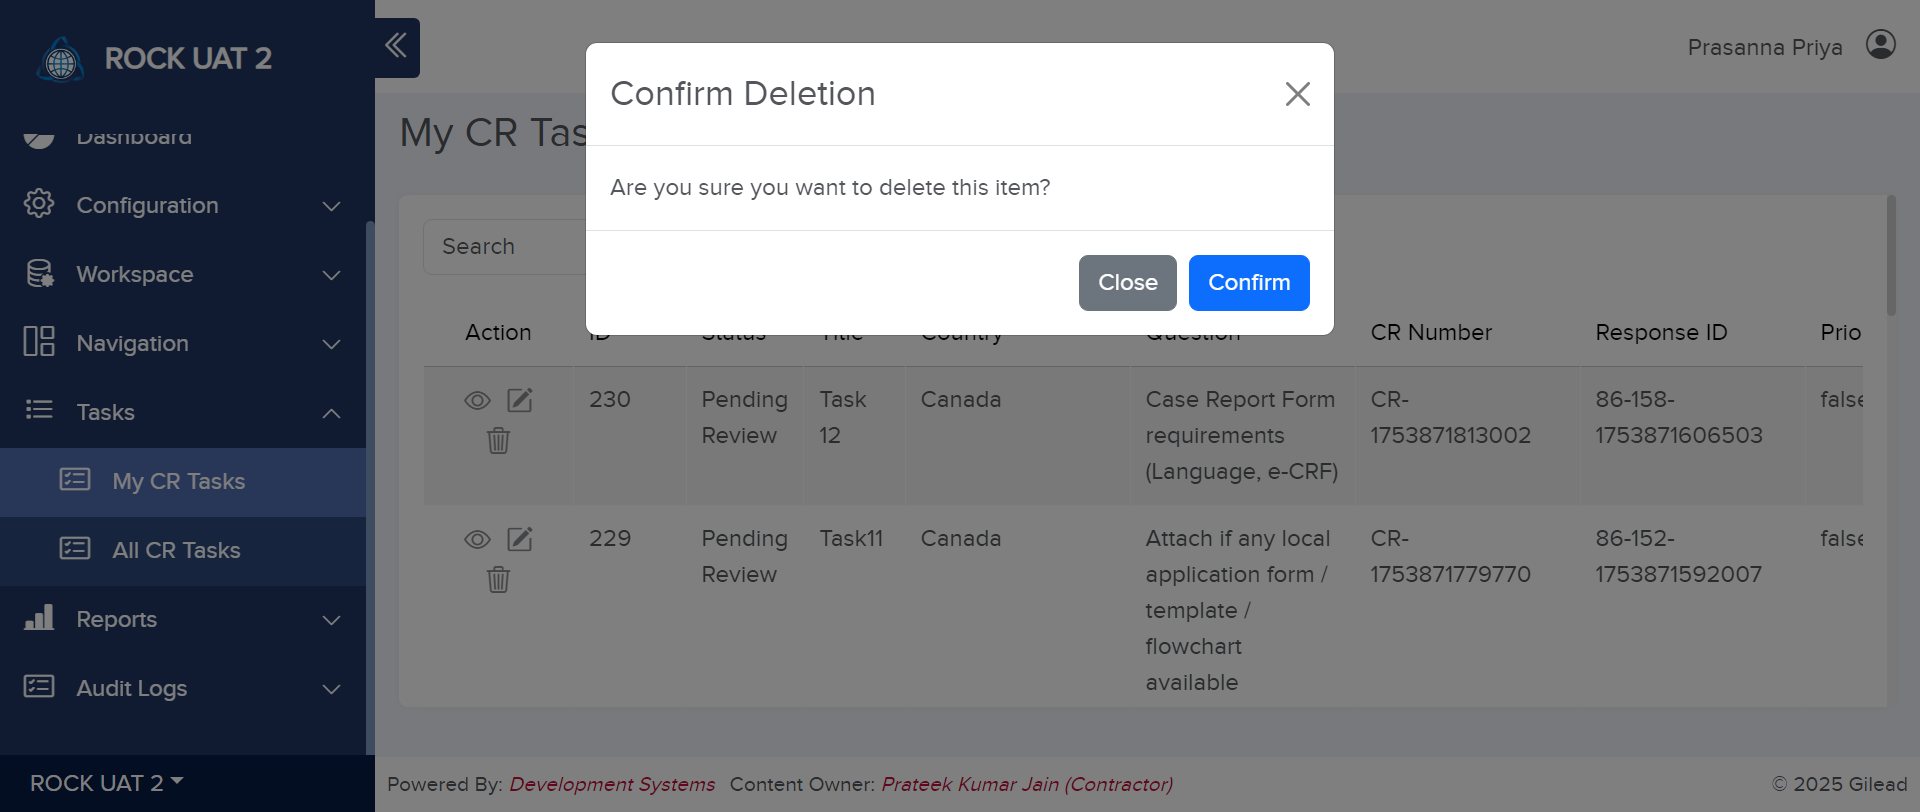 ROCK UAT 2
Prasanna Priya
Confirm Deletion
Are you sure you want to delete this item?
Close
Confirm
Dashboard
Configuration
Workspace
Navigation
Tasks
My CR Tasks
All CR Tasks
Reports
Audit Logs
ROCK UAT 2
My CR Tas
Search
Action ID Status Title Country Question CR Number Response ID Prio
230 Pending Task Canada Case Report Form CR- 86-158- false
Review 12 requirements 1753871813002 1753871606503
(Language, e-CRF)
229 Pending Task11 Canada Attach if any local CR- 86-152- false
Review application form / 1753871779770 1753871592007
template /
flowchart
available
Powered By: Development Systems Content Owner: Prateek Kumar Jain (Contractor) © 2025 Gilead